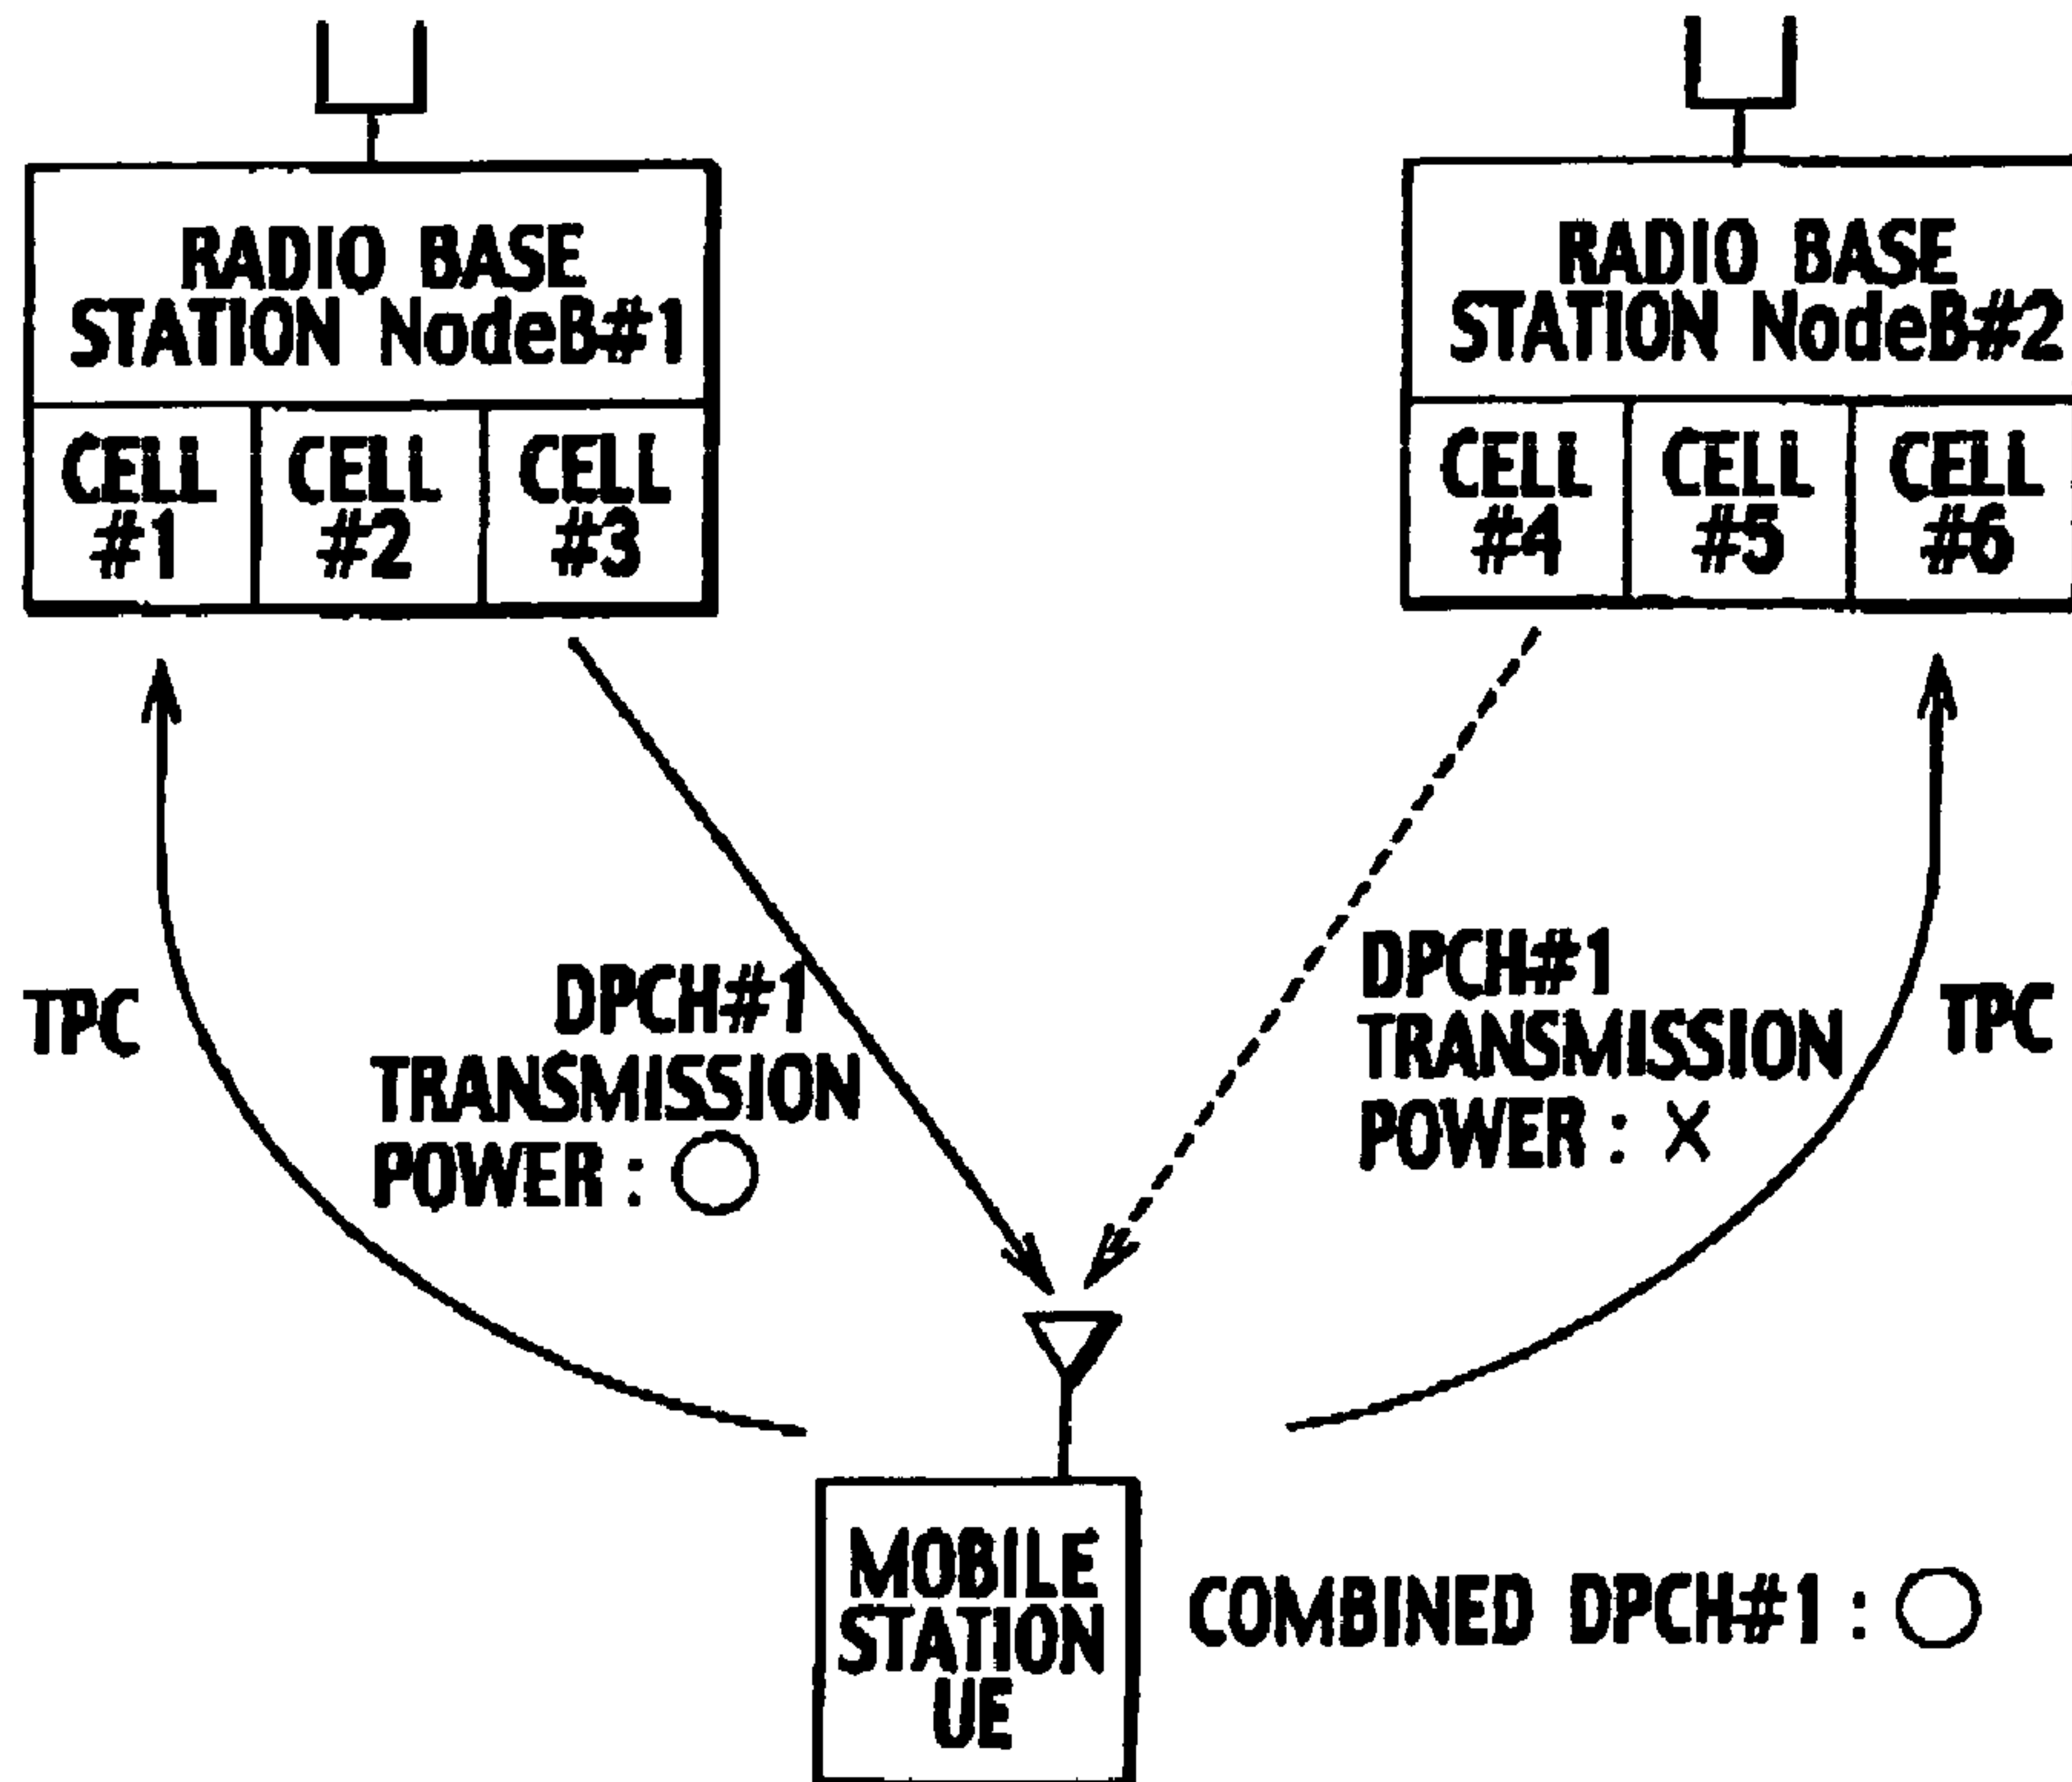 RADIO BASE
STATION NodeB#1
CELL
#1
CELL
#2
CELL
#3
RADIO BASE
STATION NodeB#2
CELL
#4
CELL
#5
CELL
#6
TPC
DPCH#1
TRANSMISSION
POWER : ○
DPCH#1
TRANSMISSION
POWER : ×
TPC
MOBILE
STATION
UE
COMBINED DPCH#1 : ○